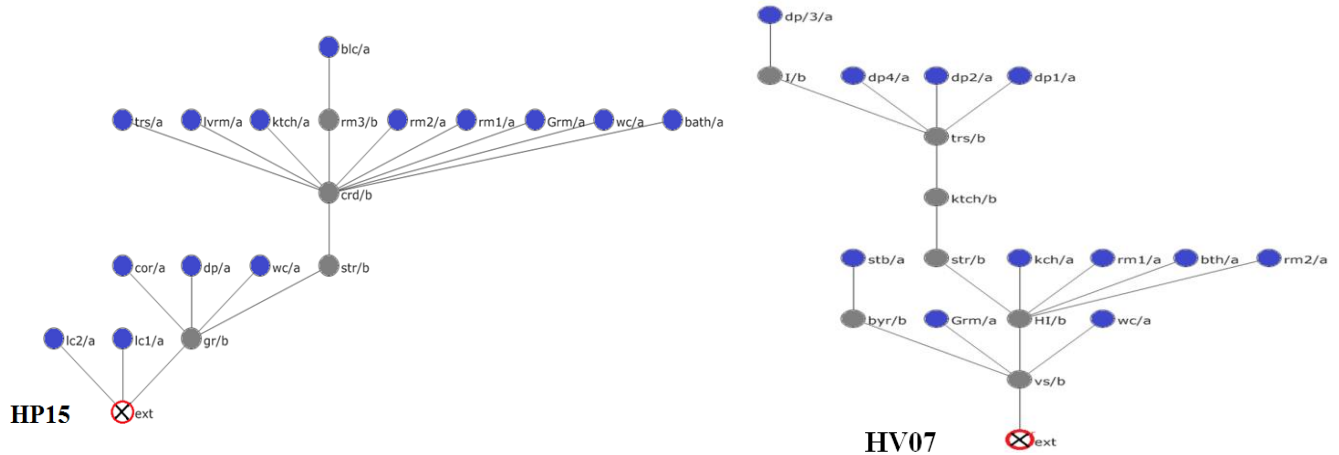 blc/a
trs/a lvrm/a ktch/a rm3/b rm2/a rm1/a Grm/a wc/a bath/a
crd/b
cor/a dp/a wc/a str/b
lc2/a lc1/a gr/b
ext
HP15
dp/3/a
I/b dp4/a dp2/a dp1/a
trs/b
ktch/b
stb/a str/b kch/a rm1/a bth/a rm2/a
byr/b Grm/a HI/b wc/a
vs/b
ext
HV07